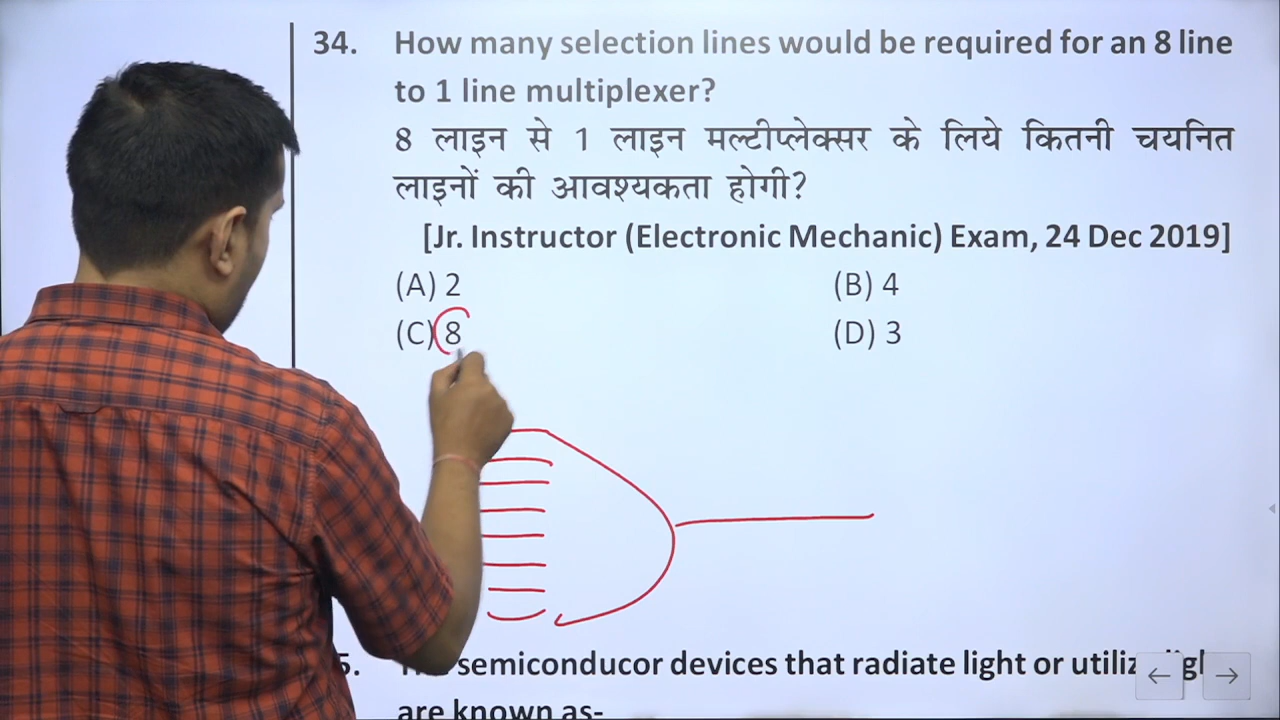 34. How many selection lines would be required for an 8 line
to 1 line multiplexer?
8 लाइन से 1 लाइन मल्टीप्लेक्सर के लिये कितनी चयनित
लाइनों की आवश्यकता होगी?
[Jr. Instructor (Electronic Mechanic) Exam, 24 Dec 2019]
(A) 2 (B) 4
(C) 8 (D) 3
semiconducor devices that radiate light or
are known as-